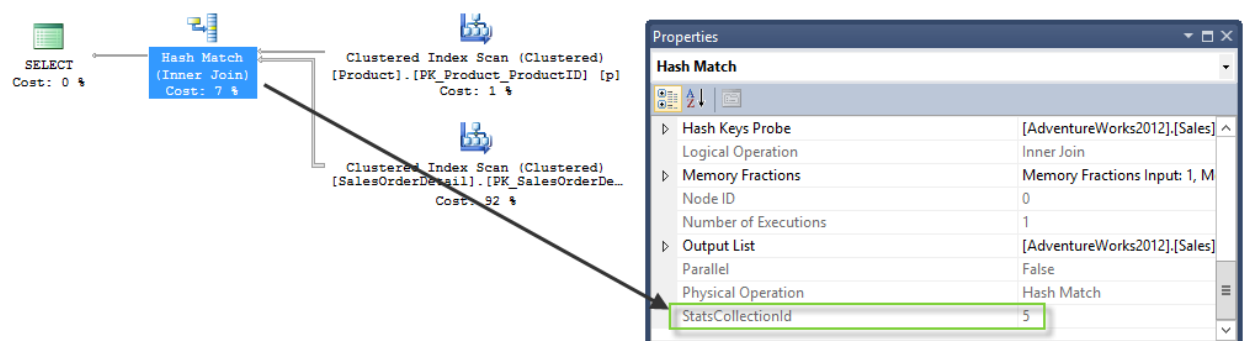 SELECT
Cost: 0 %
Hash Match
(Inner Join)
Cost: 7 %
Clustered Index Scan (Clustered)
[Product].[PK_Product_ProductID] [p]
Cost: 1 %
Clustered Index Scan (Clustered)
[SalesOrderDetail].[PK_SalesOrderDe…
Cost: 92 %
Properties
Hash Match
Hash Keys Probe [AdventureWorks2012].[Sales]
Logical Operation Inner Join
Memory Fractions Memory Fractions Input: 1, M
Node ID 0
Number of Executions 1
Output List [AdventureWorks2012].[Sales]
Parallel False
Physical Operation Hash Match
StatsCollectionId 5